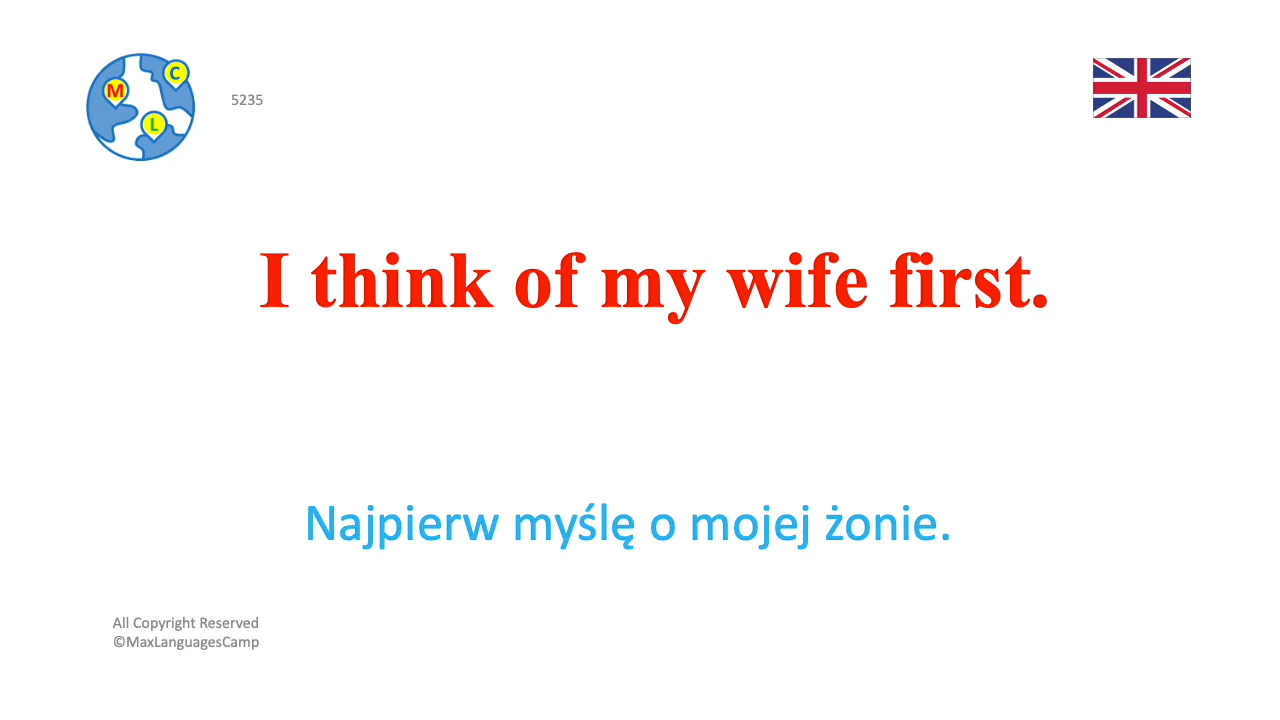 M
C
L
5235
I think of my wife first.
Najpierw myślę o mojej żonie.
All Copyright Reserved
©MaxLanguagesCamp